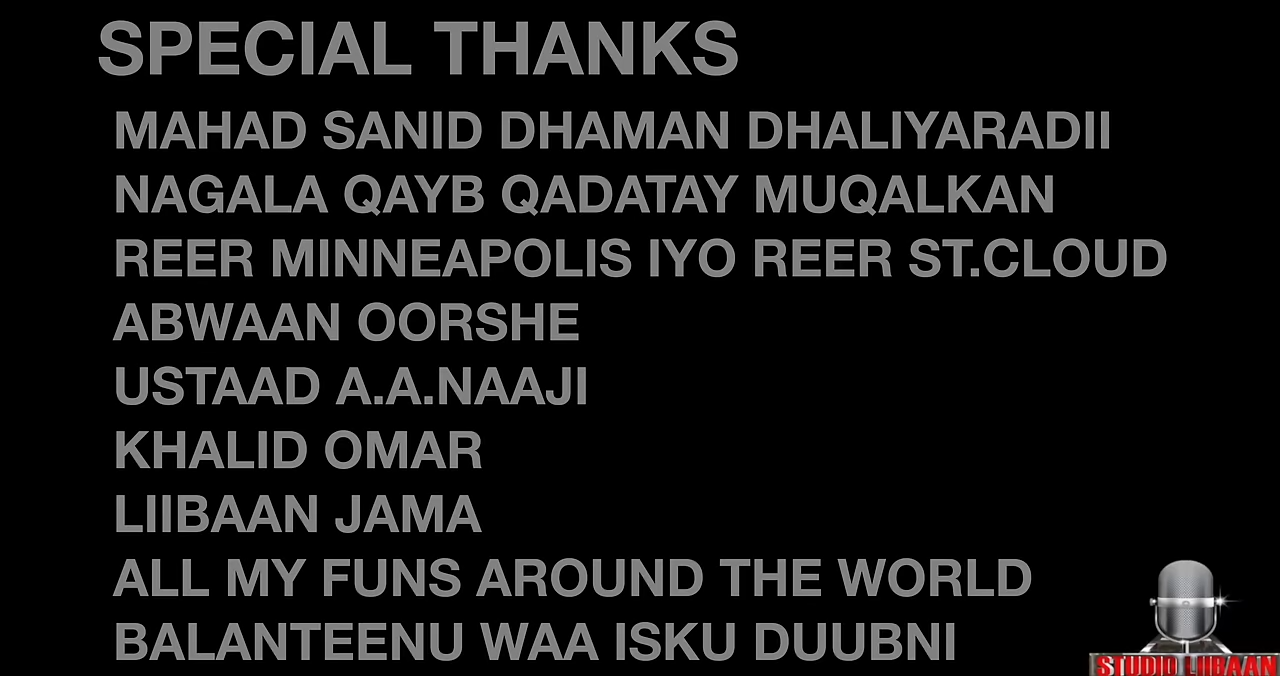 SPECIAL THANKS
MAHAD SANID DHAMAN DHALIYARADII
NAGALA QAYB QADATAY MUQALKAN
REER MINNEAPOLIS IYO REER ST.CLOUD
ABWAAN OORSHE
USTAAD A.A.NAAJI
KHALID OMAR
LIIBAAN JAMA
ALL MY FUNS AROUND THE WORLD
BALANTEENU WAA ISKU DUUBNI
STUDIO LIIBAAN